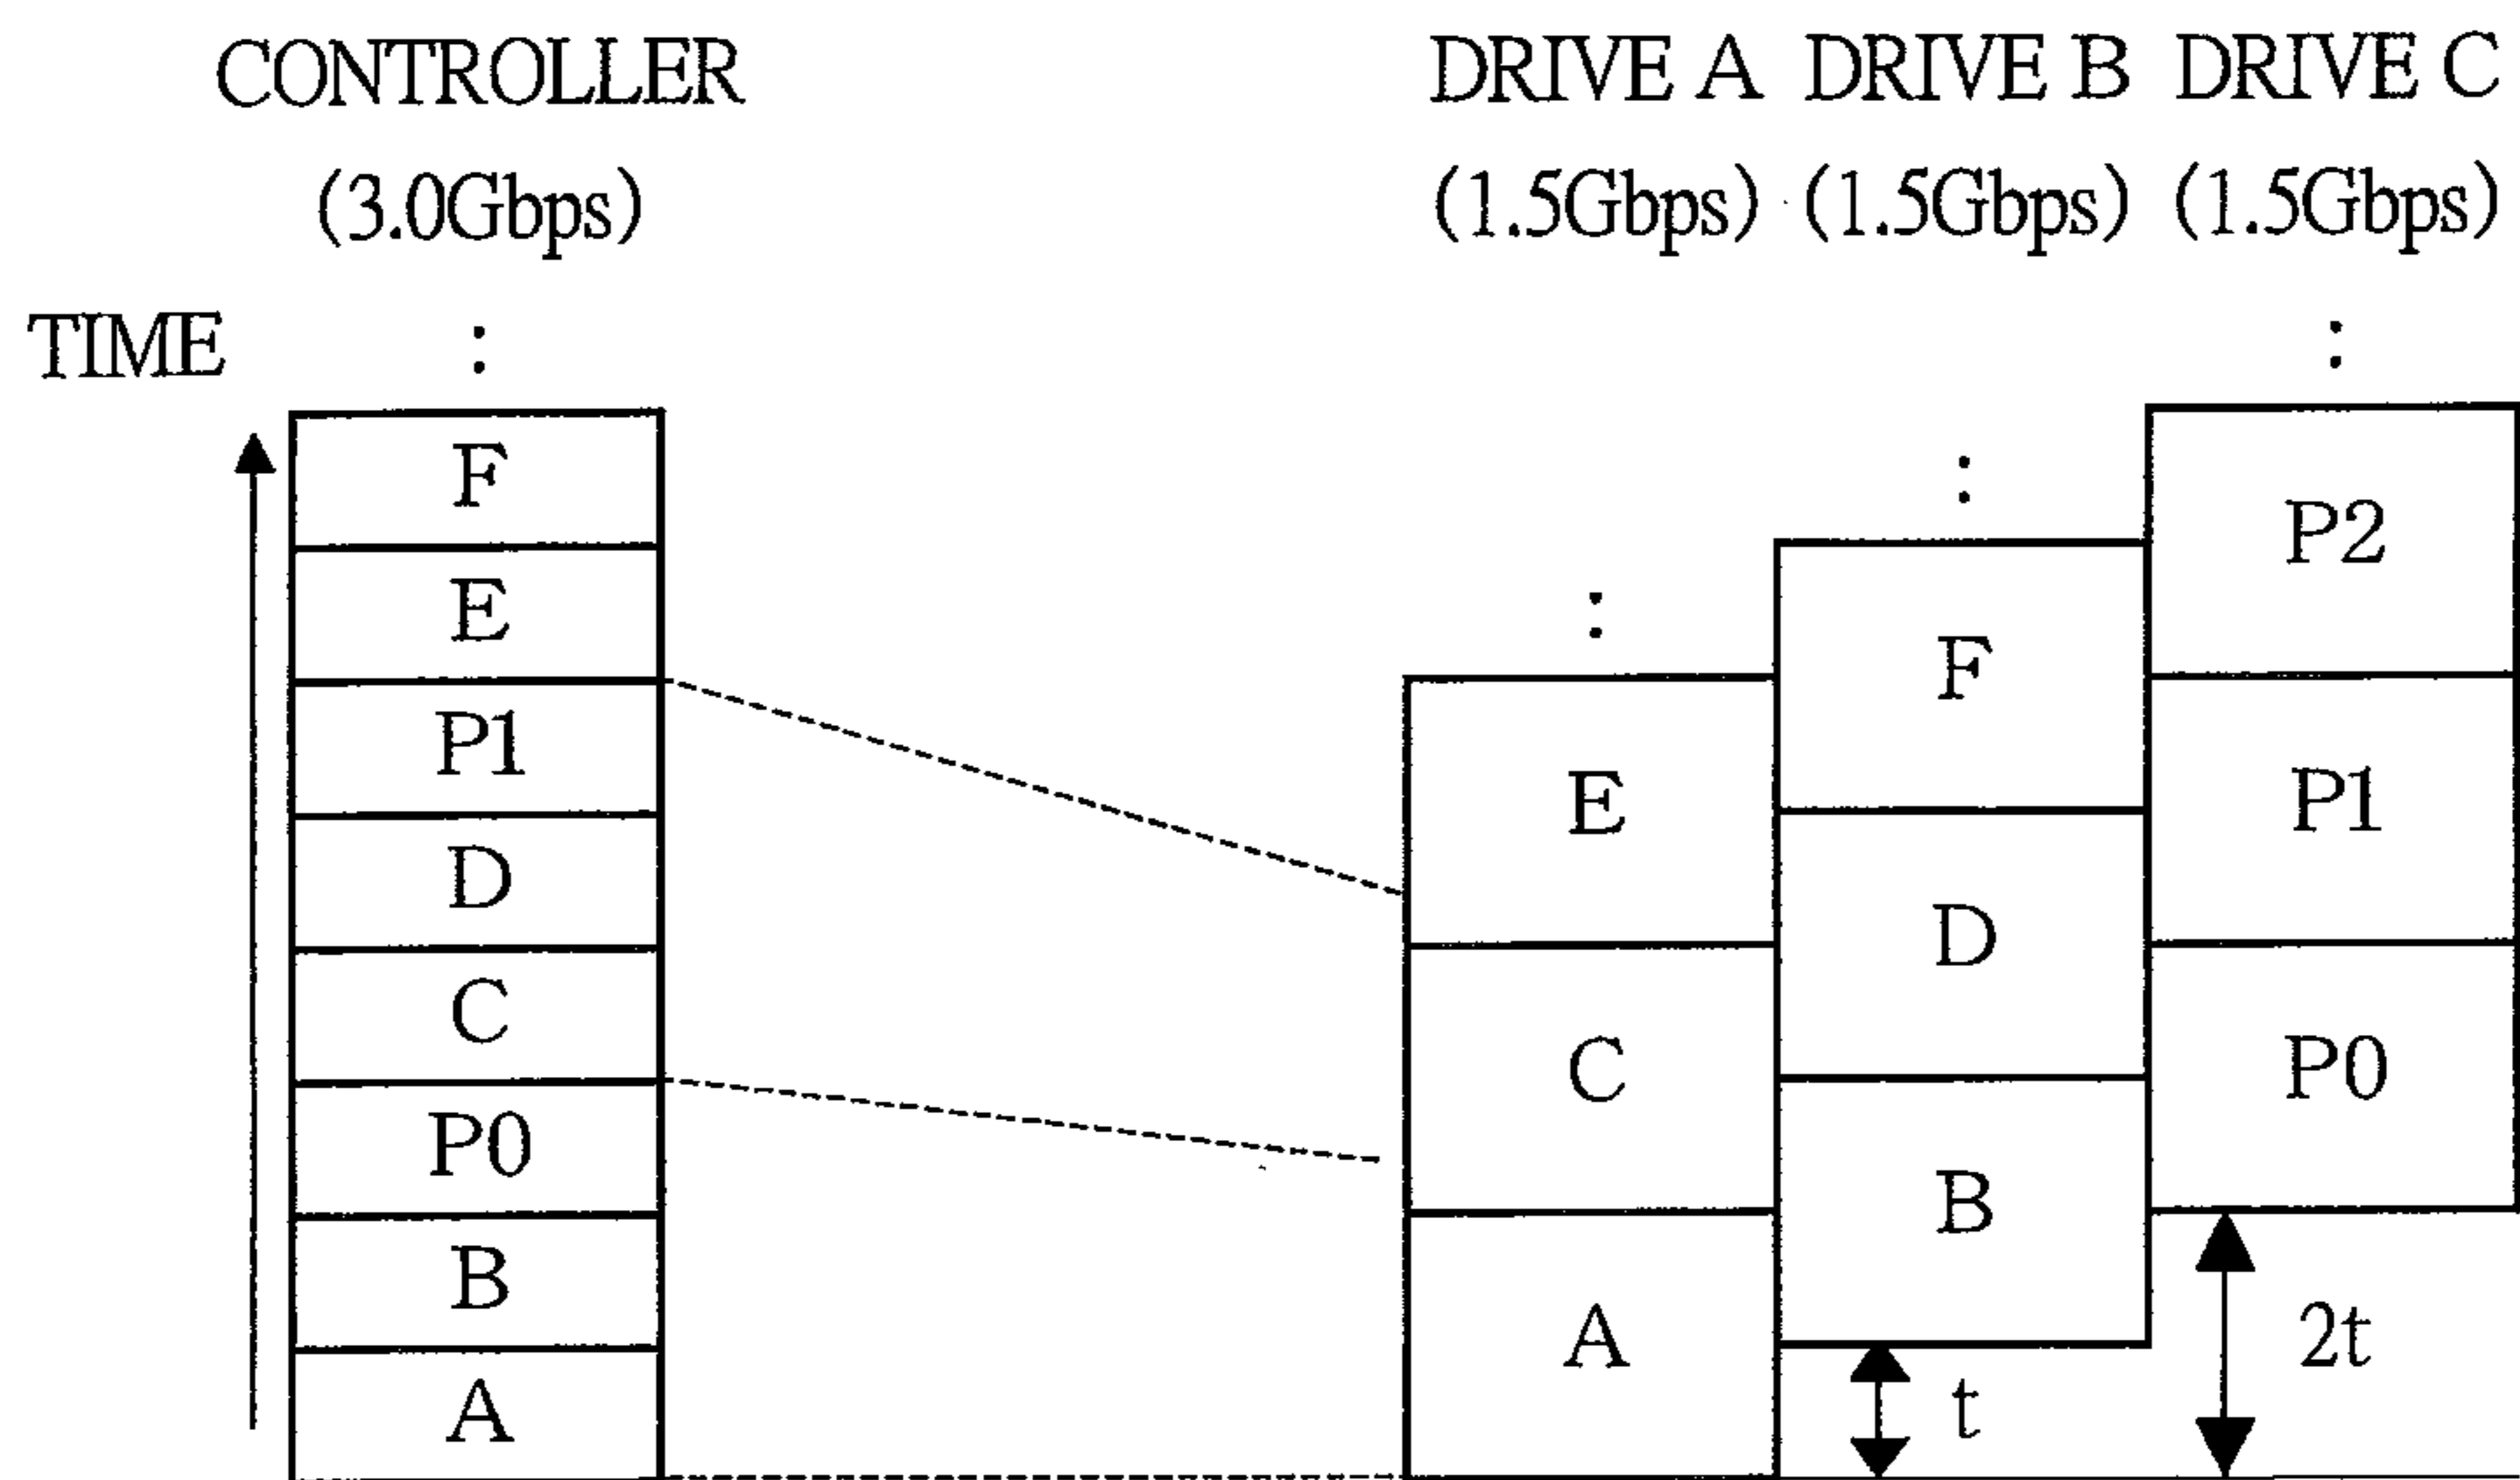 CONTROLLER DRIVE A DRIVE B DRIVE C
(3.0Gbps) (1.5Gbps) (1.5Gbps) (1.5Gbps)
TIME : :
F
E
P1
D
C
P0
B
A
:
E
C
A
:
F
D
B
t
P2
P1
P0
2t